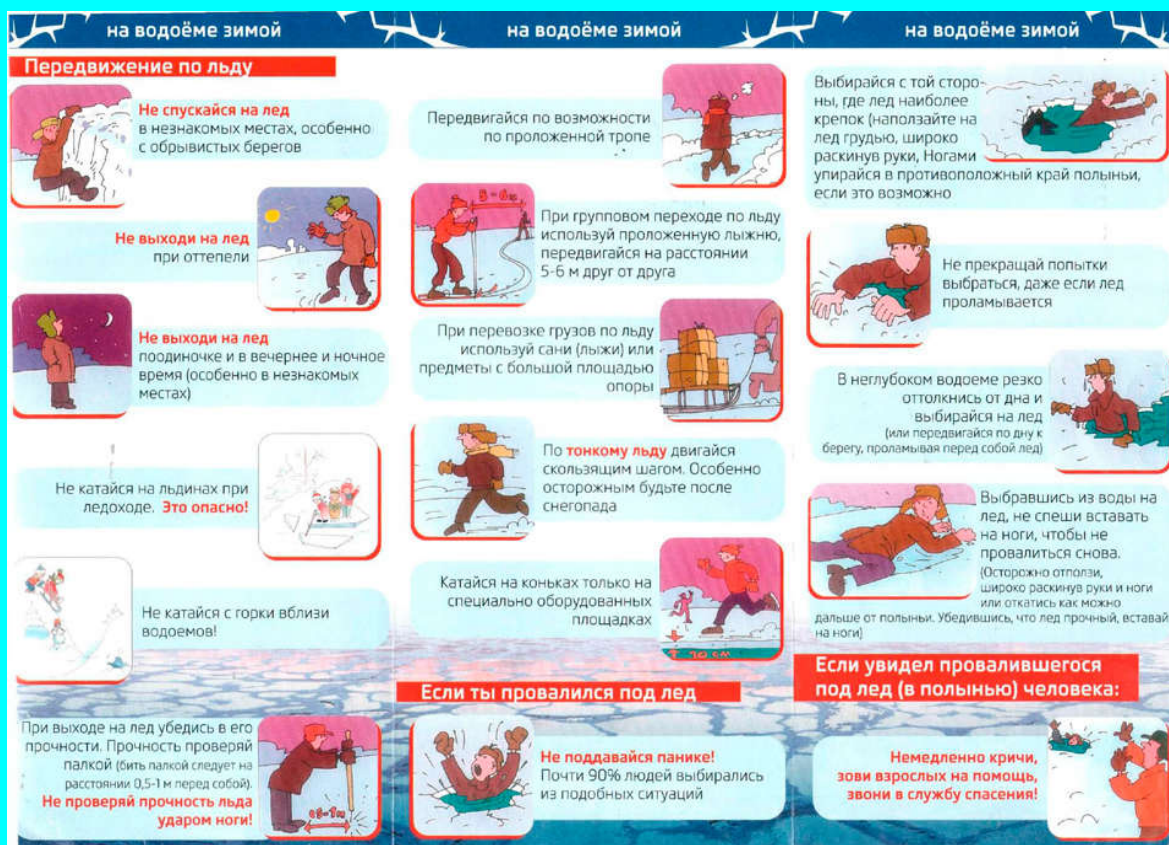 на водоёме зимой
Передвижение по льду
Не спускайся на лед
в незнакомых местах, особенно
с обрывистых берегов
Не выходи на лед
при оттепели
Не выходи на лед
поодиночке и в вечернее и ночное
время (особенно в незнакомых
местах)
Не катайся на льдинах при
ледоходе. Это опасно!
Не катайся с горки вблизи
водоемов!
При выходе на лед убедись в его
прочности. Прочность проверяй
палкой (бить палкой следует на
расстоянии 0,5-1 м перед собой).
Не проверяй прочность льда
ударом ноги!
0,5-1м
на водоёме зимой
Передвигайся по возможности
по проложенной тропе
5-6м
При групповом переходе по льду
используй проложенную лыжню,
передвигайся на расстоянии
5-6 м друг от друга
При перевозке грузов по льду
используй сани (лыжи) или
предметы с большой площадью
опоры
По тонкому льду двигайся
скользящим шагом. Особенно
осторожным будьте после
снегопада
Катайся на коньках только на
специально оборудованных
площадках
Если ты провалился под лед
Не поддавайся панике!
Почти 90% людей выбирались
из подобных ситуаций
на водоёме зимой
Выбирайся с той сторо-
ны, где лед наиболее
крепок (наползайте на
лед грудью, широко
раскинув руки, Ногами
упирайся в противоположный край полыньи,
если это возможно
Не прекращай попытки
выбраться, даже если лед
проламывается
В неглубоком водоеме резко
оттолкнись от дна и
выбирайся на лед
(или передвигайся по дну к
берегу, проламывая перед собой лед)
Выбравшись из воды на
лед, не спеши вставать
на ноги, чтобы не
провалиться снова.
(Осторожно отползи,
широко раскинув руки и ноги
или откатись как можно
дальше от полыньи. Убедившись, что лед прочный, вставай
на ноги)
Если увидел провалившегося
под лед (в полынью) человека:
Немедленно кричи,
зови взрослых на помощь,
звони в службу спасения!